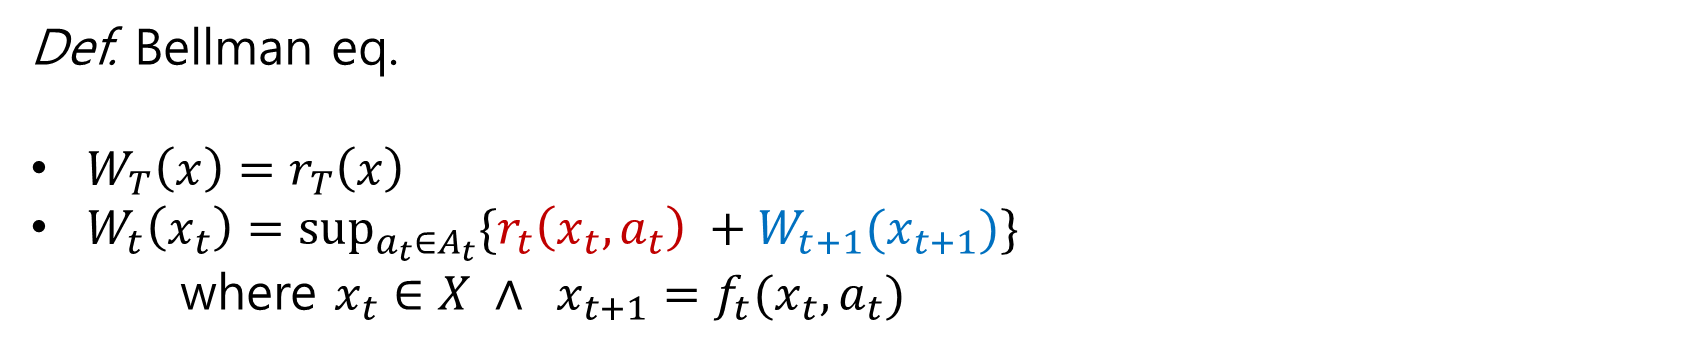 Def. Bellman eq.
• W_T(x) = r_T(x)
• W_t(x_t) = sup_{a_t∈A_t}{r_t(x_t, a_t) + W_{t+1}(x_{t+1})}
where x_t ∈ X ∧ x_{t+1} = f_t(x_t, a_t)